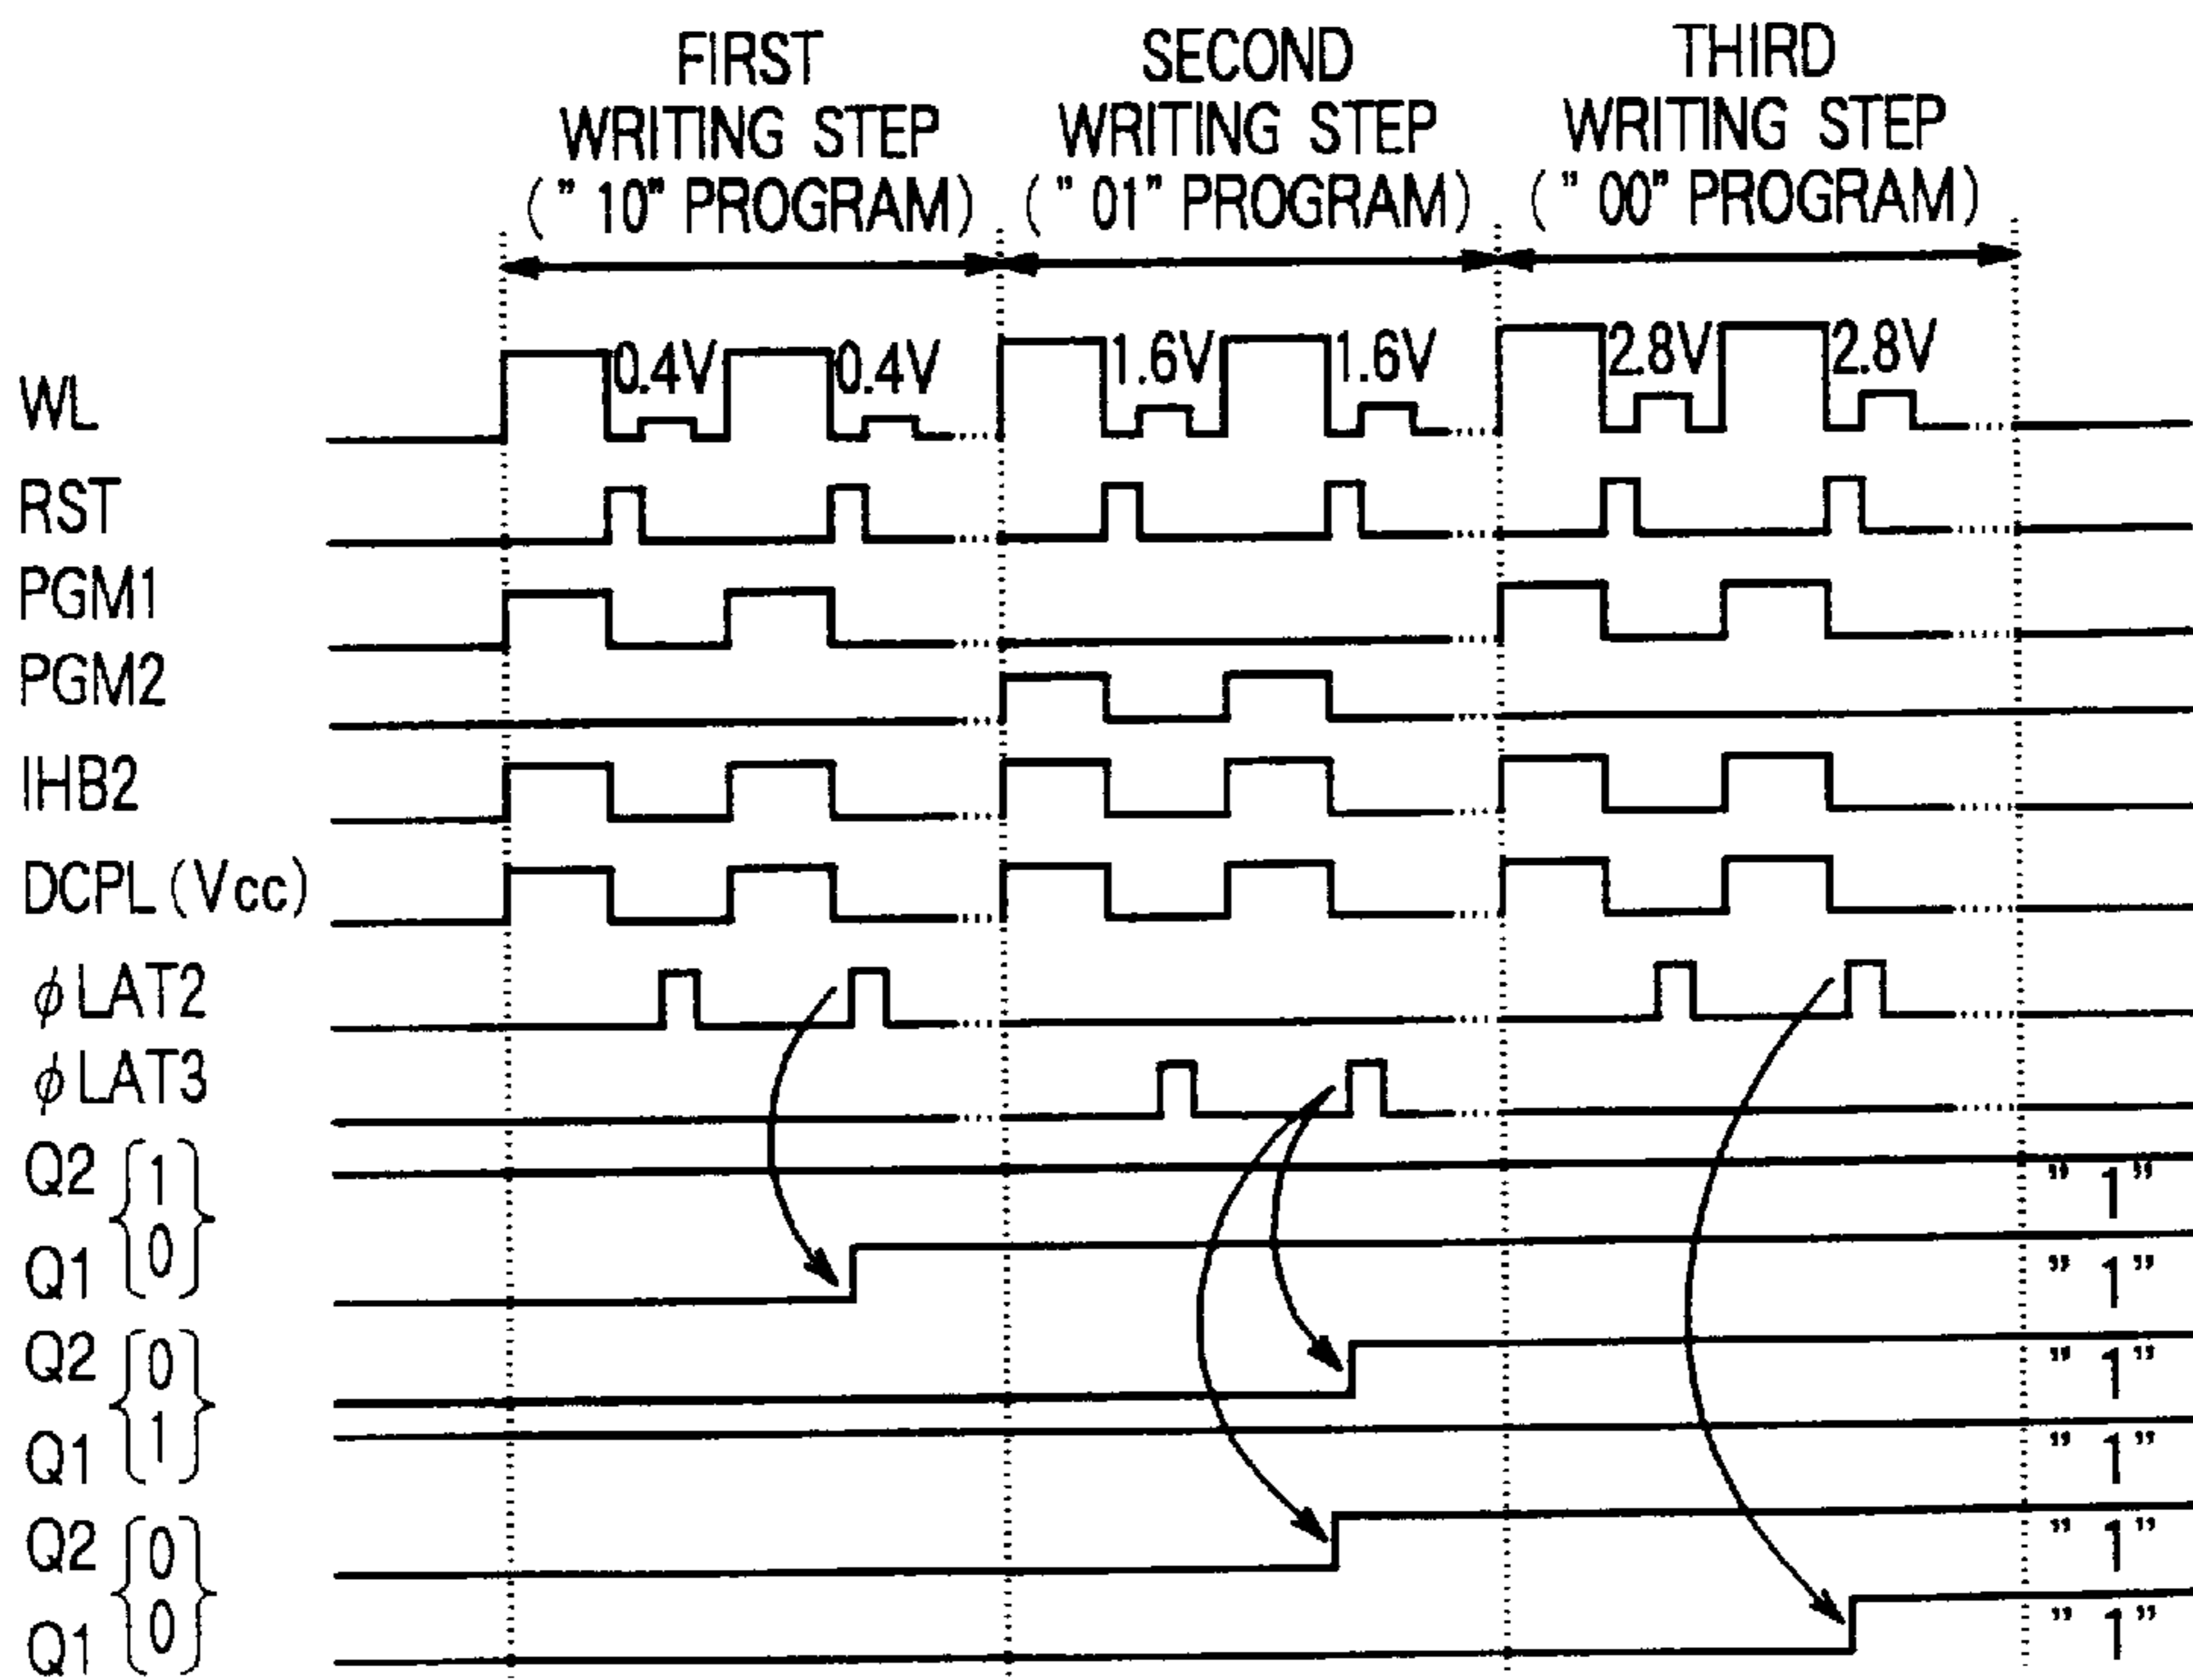 FIRST
WRITING STEP
(" 10" PROGRAM)
SECOND
WRITING STEP
(" 01" PROGRAM)
THIRD
WRITING STEP
(" 00" PROGRAM)
WL 0.4V 0.4V 1.6V 1.6V 2.8V 2.8V
RST
PGM1
PGM2
IHB2
DCPL (Vcc)
ϕ LAT2
ϕ LAT3
Q2 1 " 1"
Q1 0 " 1"
Q2 0 " 1"
Q1 1 " 1"
Q2 0 " 1"
Q1 0 " 1"